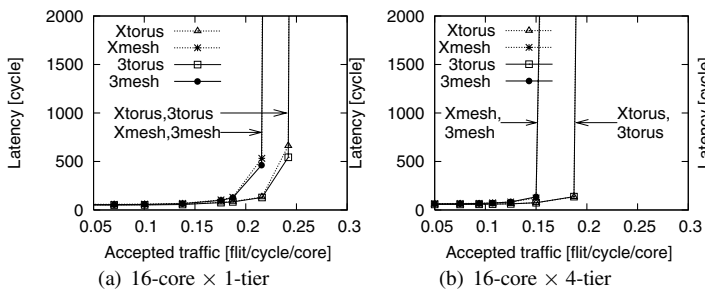 2000
1500
1000
500
0
Latency [cycle]
Xtorus
Xmesh
3torus
3mesh
Xtorus,3torus
Xmesh,3mesh
0.05 0.1 0.15 0.2 0.25 0.3
Accepted traffic [flit/cycle/core]
(a) 16-core × 1-tier
2000
1500
1000
500
0
Latency [cycle]
Xtorus
Xmesh
3torus
3mesh
Xmesh,
3mesh
Xtorus,
3torus
0.05 0.1 0.15 0.2 0.25 0.3
Accepted traffic [flit/cycle/core]
(b) 16-core × 4-tier
Latency [cycle]